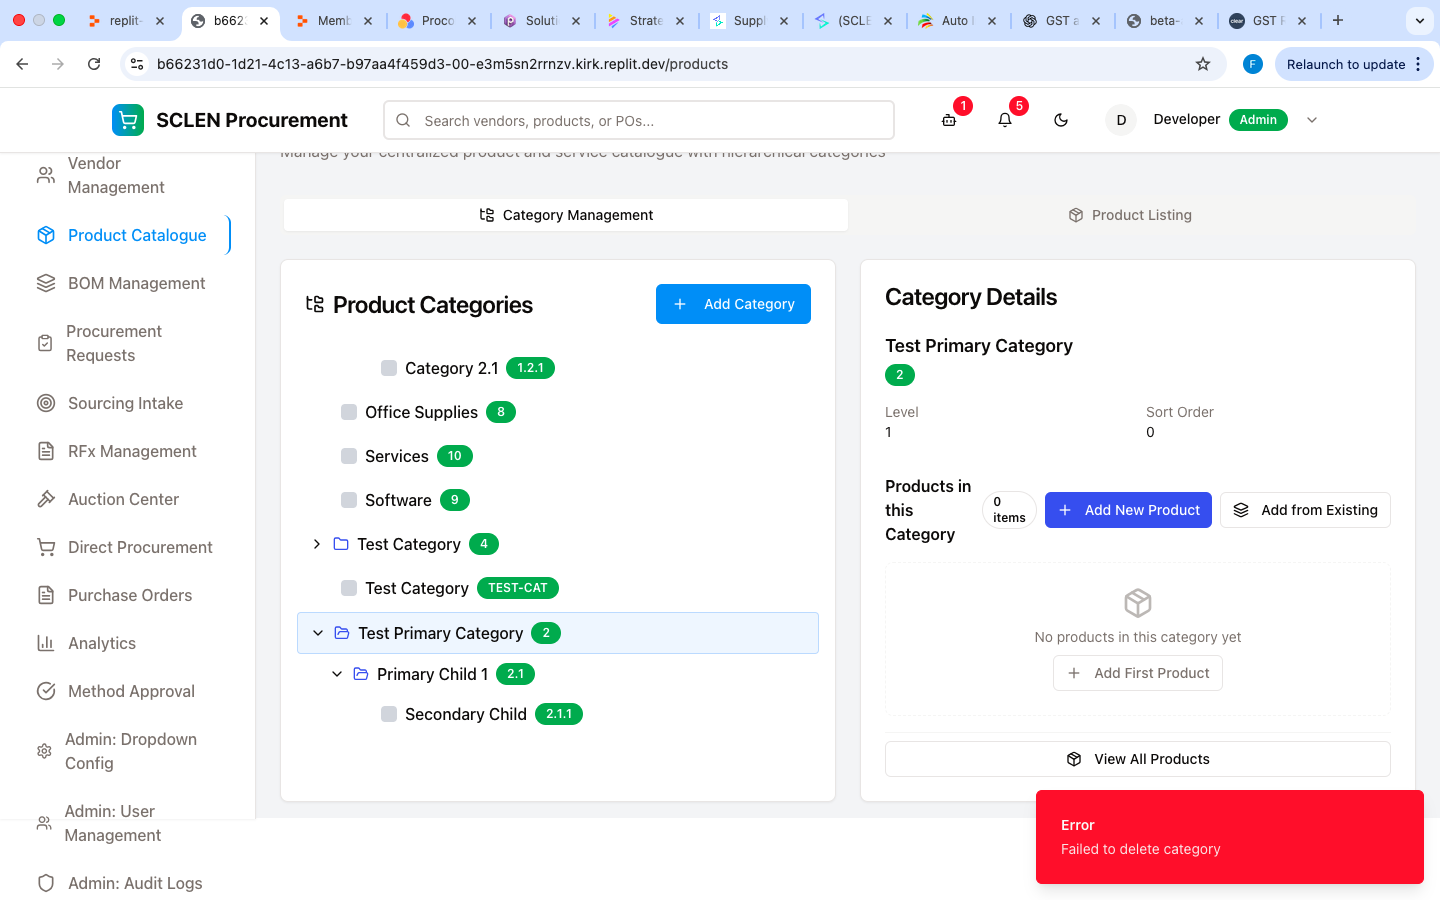 replit-
b662
Memb
Proco
Soluti
Strate
Suppl
(SCLE
Auto I
GST a
beta-
GST F
b66231d0-1d21-4c13-a6b7-b97aa4f459d3-00-e3m5sn2rrnzv.kirk.replit.dev/products
F
Relaunch to update
SCLEN Procurement
Search vendors, products, or POs...
1
5
D
Developer
Admin
Vendor
Management
Product Catalogue
BOM Management
Procurement
Requests
Sourcing Intake
RFx Management
Auction Center
Direct Procurement
Purchase Orders
Analytics
Method Approval
Admin: Dropdown
Config
Admin: User
Management
Admin: Audit Logs
Manage your centralized product and service catalogue with hierarchical categories
Category Management
Product Listing
Product Categories
Add Category
Category 2.1 1.2.1
Office Supplies 8
Services 10
Software 9
Test Category 4
Test Category TEST-CAT
Test Primary Category 2
Primary Child 1 2.1
Secondary Child 2.1.1
Category Details
Test Primary Category
2
Level
1
Sort Order
0
Products in
this
Category
0
items
Add New Product
Add from Existing
No products in this category yet
Add First Product
View All Products
Error
Failed to delete category